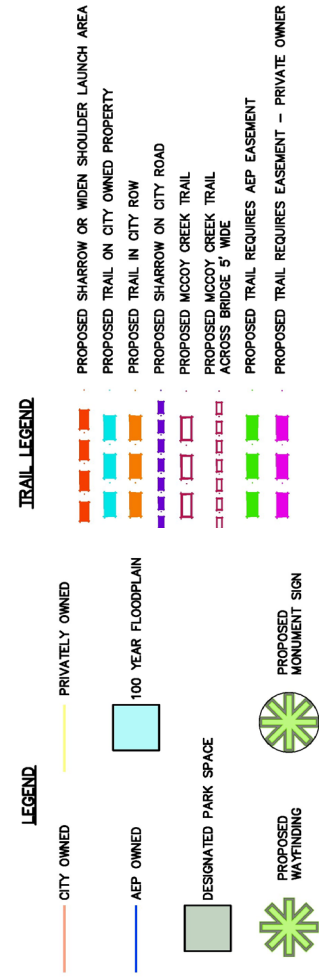 LEGEND
CITY OWNED
PRIVATELY OWNED
AEP OWNED
100 YEAR FLOODPLAIN
DESIGNATED PARK SPACE
PROPOSED
WAYFINDING
PROPOSED
MONUMENT SIGN
TRAIL LEGEND
PROPOSED SHARROW OR WIDEN SHOULDER LAUNCH AREA
PROPOSED TRAIL ON CITY OWNED PROPERTY
PROPOSED TRAIL IN CITY ROW
PROPOSED SHARROW ON CITY ROAD
PROPOSED MCCOY CREEK TRAIL
PROPOSED MCCOY CREEK TRAIL
ACROSS BRIDGE 5' WIDE
PROPOSED TRAIL REQUIRES AEP EASEMENT
PROPOSED TRAIL REQUIRES EASEMENT – PRIVATE OWNER